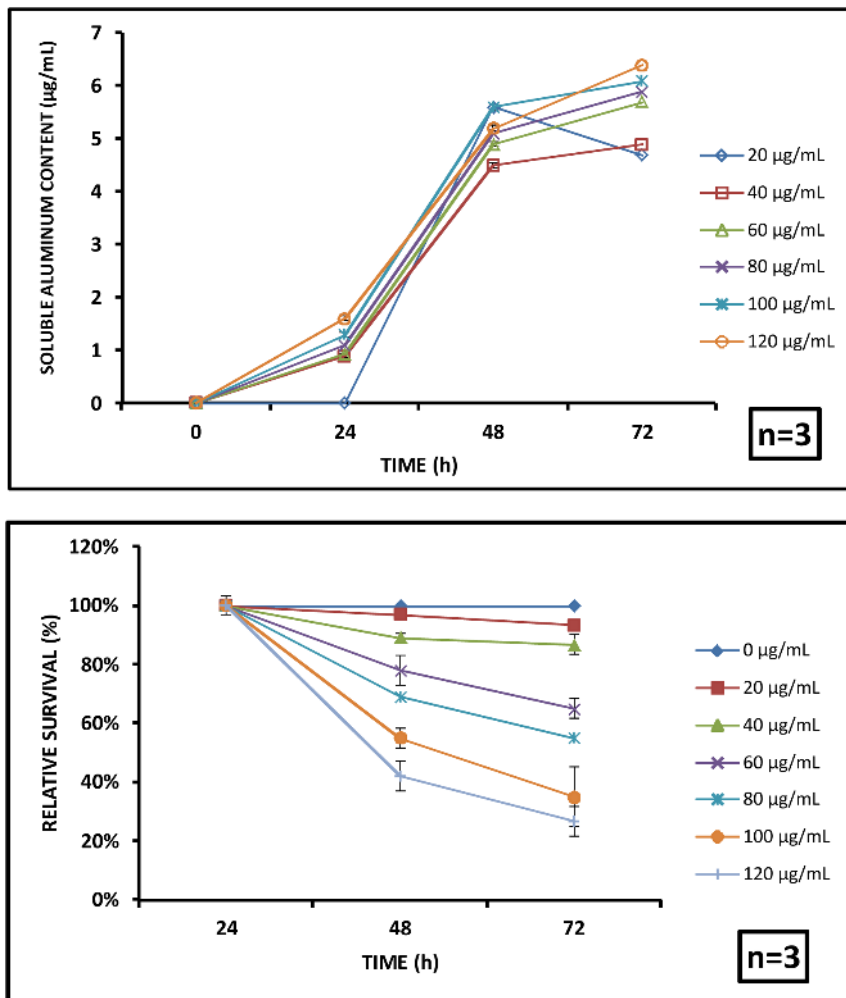 7
6
5
4
3
2
1
0
SOLUBLE ALUMINUM CONTENT (µg/mL)
0 24 48 72
TIME (h)
20 µg/mL
40 µg/mL
60 µg/mL
80 µg/mL
100 µg/mL
120 µg/mL
n=3
120%
100%
80%
60%
40%
20%
0%
RELATIVE SURVIVAL (%)
24 48 72
TIME (h)
0 µg/mL
20 µg/mL
40 µg/mL
60 µg/mL
80 µg/mL
100 µg/mL
120 µg/mL
n=3